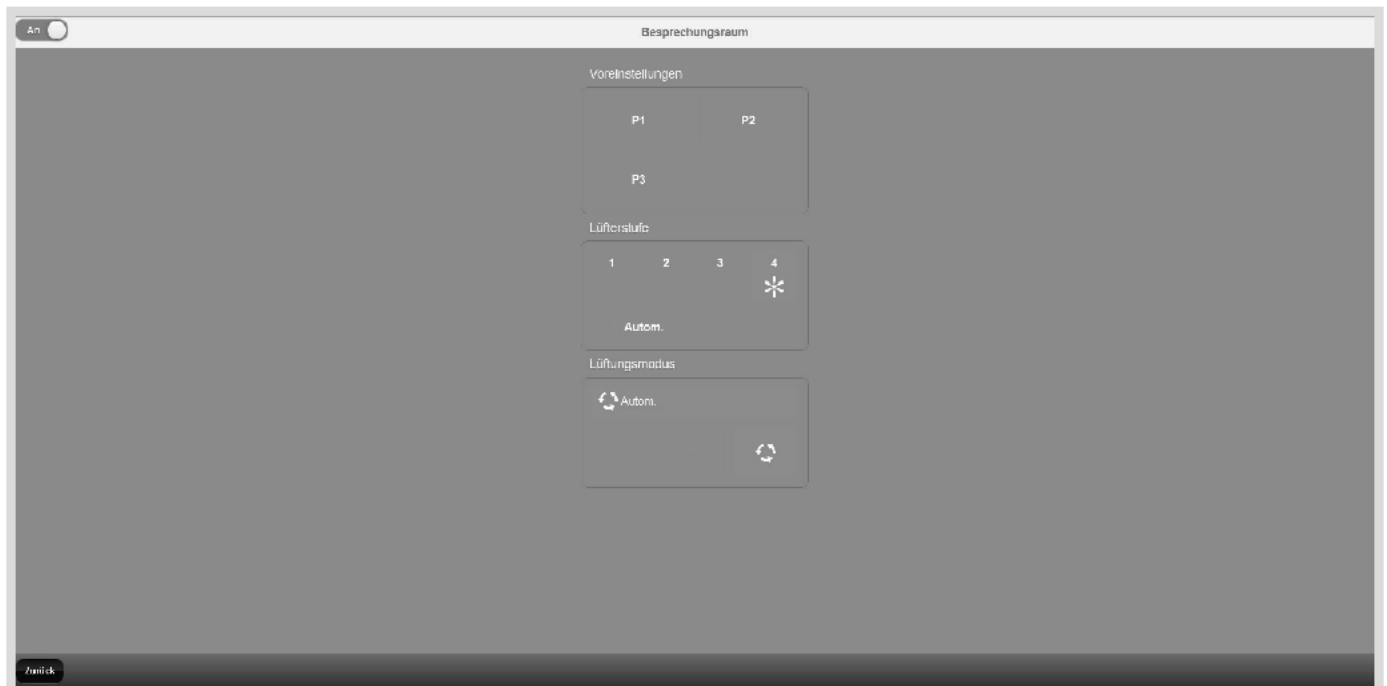 An
Besprechungsraum
Voreinstellungen
P1 P2
P3
Lüfterstufe
1 2 3 4
Autom.
Lüftungsmodus
Autom.
Zurück